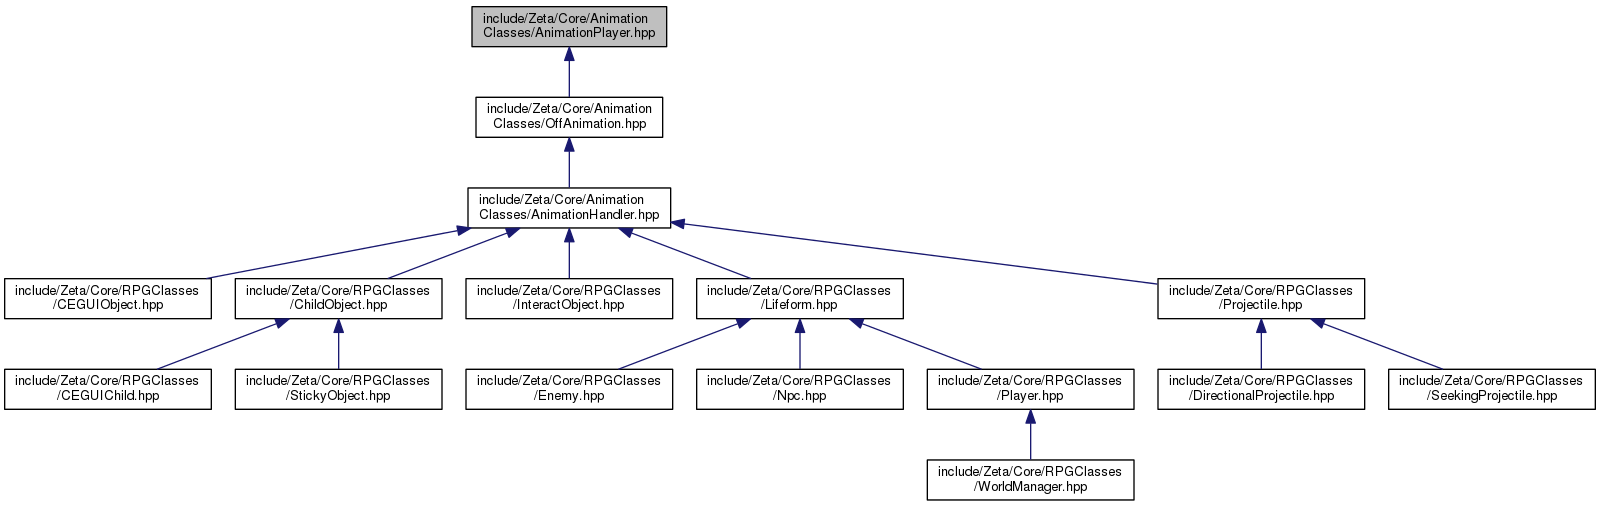 include/Zeta/Core/Animation
Classes/AnimationPlayer.hpp
include/Zeta/Core/Animation
Classes/OffAnimation.hpp
include/Zeta/Core/Animation
Classes/AnimationHandler.hpp
include/Zeta/Core/RPGClasses
/CEGUIObject.hpp
include/Zeta/Core/RPGClasses
/ChildObject.hpp
include/Zeta/Core/RPGClasses
/InteractObject.hpp
include/Zeta/Core/RPGClasses
/Lifeform.hpp
include/Zeta/Core/RPGClasses
/Projectile.hpp
include/Zeta/Core/RPGClasses
/CEGUIChild.hpp
include/Zeta/Core/RPGClasses
/StickyObject.hpp
include/Zeta/Core/RPGClasses
/Enemy.hpp
include/Zeta/Core/RPGClasses
/Npc.hpp
include/Zeta/Core/RPGClasses
/Player.hpp
include/Zeta/Core/RPGClasses
/DirectionalProjectile.hpp
include/Zeta/Core/RPGClasses
/SeekingProjectile.hpp
include/Zeta/Core/RPGClasses
/WorldManager.hpp